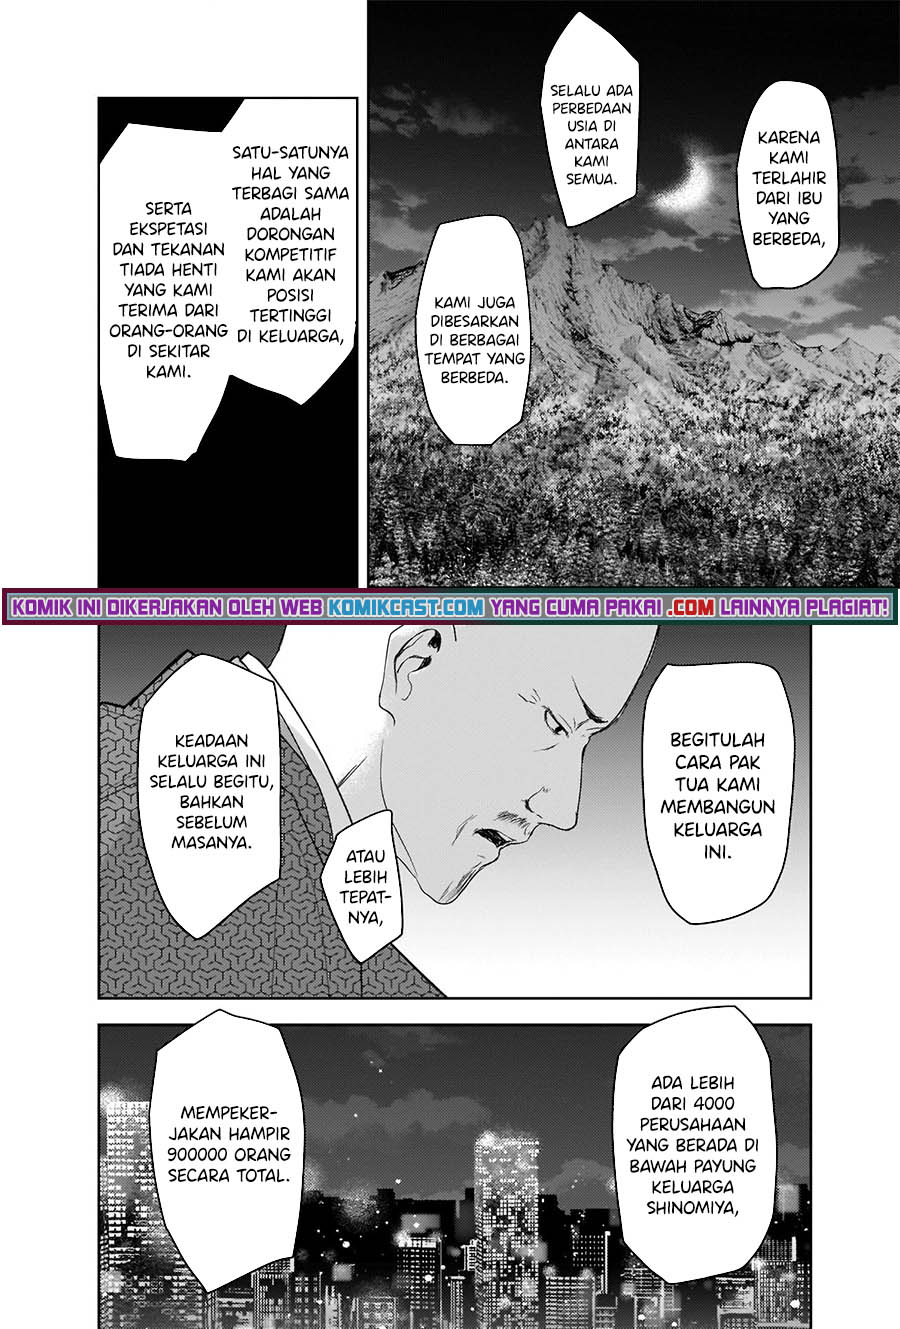 KARENA
KAMI
TERLAHIR
DARI IBU
YANG
BERBEDA,
SELALU ADA
PERBEDAAN
USIA DI
ANTARA
KAMI
SEMUA.
KAMI JUGA
DIBESARKAN
DI BERBAGAI
TEMPAT YANG
BERBEDA.
SATU-SATUNYA
HAL YANG
TERBAGI SAMA
ADALAH
DORONGAN
KOMPETITIF
KAMI AKAN
POSISI
TERTINGGI
DI KELUARGA,
SERTA
EKSPETASI
DAN TEKANAN
TIADA HENTI
YANG KAMI
TERIMA DARI
ORANG-ORANG
DI SEKITAR
KAMI.
KOMIK INI DIKERJAKAN OLEH WEB KOMIKCAST.COM YANG CUMA PAKAI .COM LAINNYA PLAGIAT!
BEGITULAH
CARA PAK
TUA KAMI
MEMBANGUN
KELUARGA
INI.
ATAU
LEBIH
TEPAT-
NYA,
KEADAAN
KELUARGA INI
SELALU BEGITU,
BAHKAN
SEBELUM
MASANYA.
ADA LEBIH
DARI 4000
PERUSAHAAN
YANG BERADA DI
BAWAH PAYUNG
KELUARGA
SHINOMIYA,
MEMPEKER-
JAKAN HAMPIR
900000 ORANG
SECARA TOTAL.